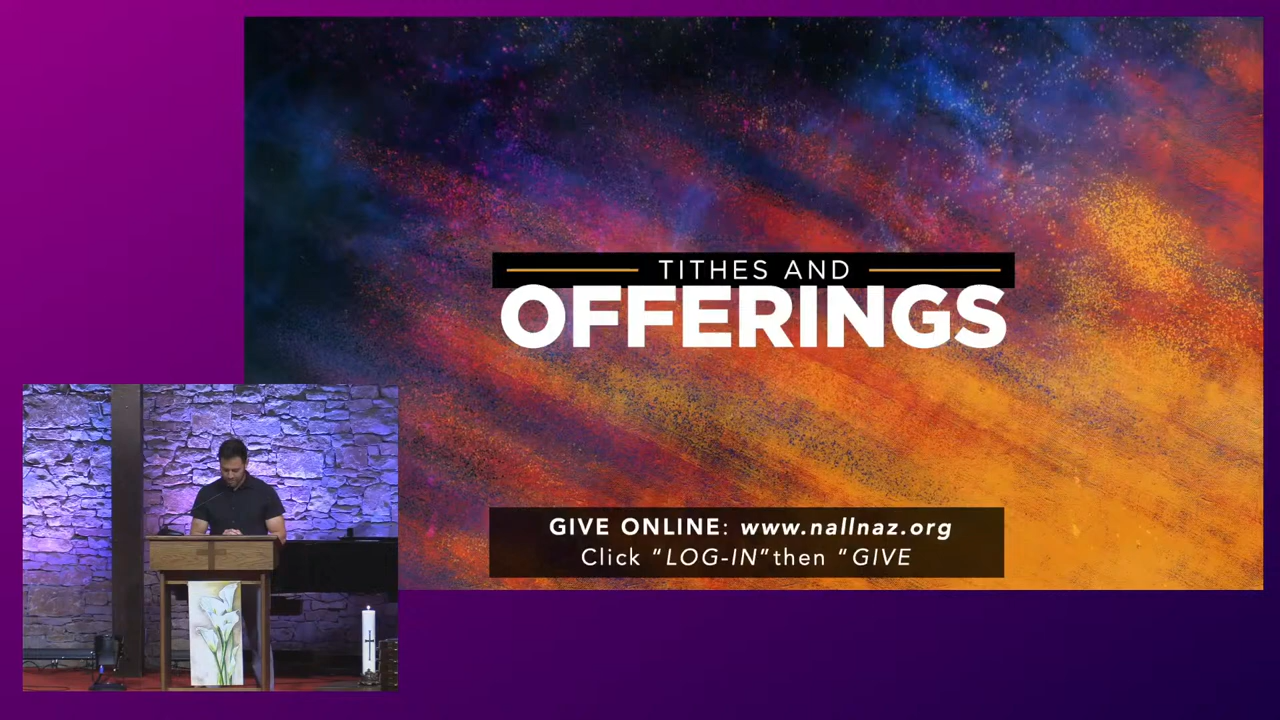 TITHES AND
OFFERINGS
GIVE ONLINE: www.nallnaz.org
Click "LOG-IN"then "GIVE